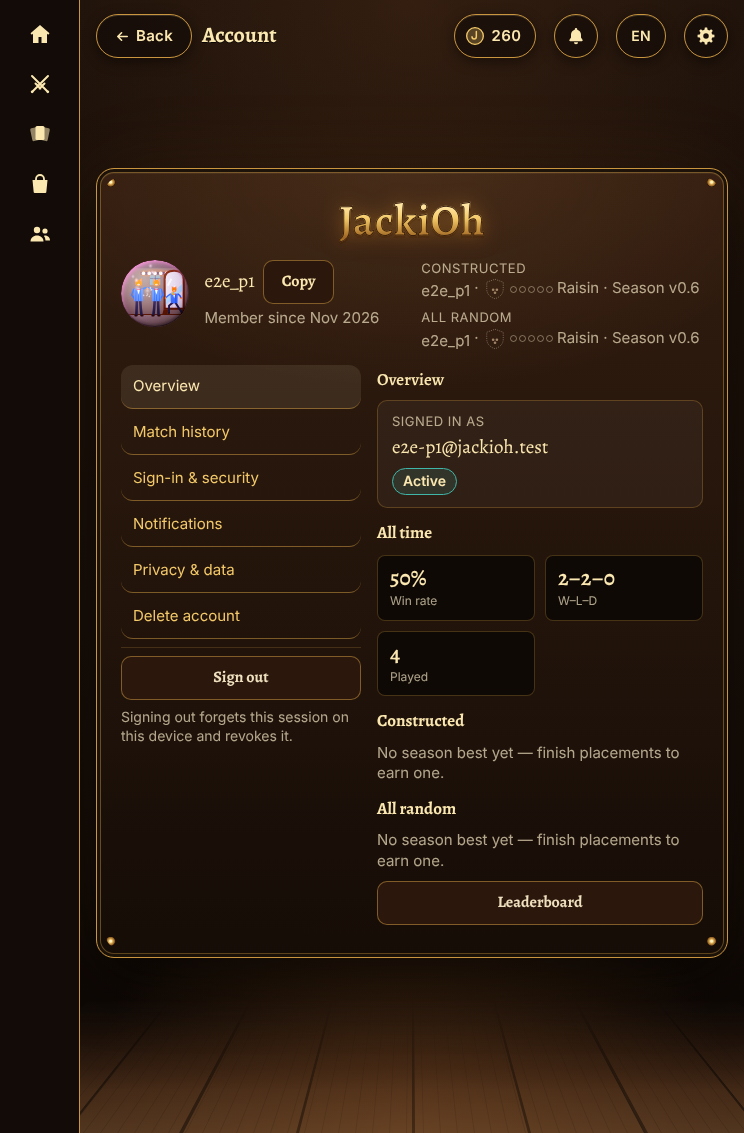 ← Back
Account
J 260
EN
JackiOh
e2e_p1
Copy
Member since Nov 2026
CONSTRUCTED
e2e_p1 · Raisin · Season v0.6
ALL RANDOM
e2e_p1 · Raisin · Season v0.6
Overview
Match history
Sign-in & security
Notifications
Privacy & data
Delete account
Sign out
Signing out forgets this session on
this device and revokes it.
Overview
SIGNED IN AS
e2e-p1@jackioh.test
Active
All time
50%
Win rate
2–2–0
W–L–D
4
Played
Constructed
No season best yet — finish placements to
earn one.
All random
No season best yet — finish placements to
earn one.
Leaderboard